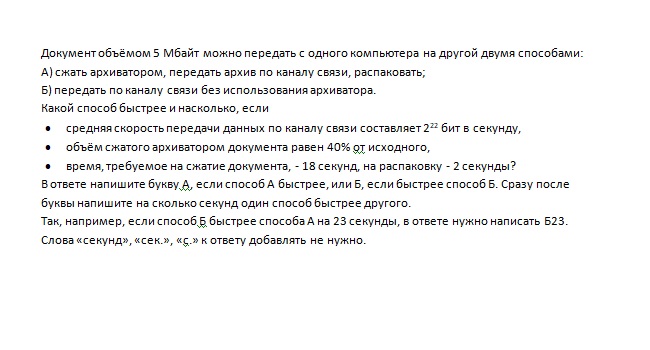 Документ объёмом 5 Мбайт можно передать с одного компьютера на другой двумя способами:
А) сжать архиватором, передать архив по каналу связи, распаковать;
Б) передать по каналу связи без использования архиватора.
Какой способ быстрее и насколько, если
• средняя скорость передачи данных по каналу связи составляет 2²² бит в секунду,
• объём сжатого архиватором документа равен 40% от исходного,
• время, требуемое на сжатие документа, - 18 секунд, на распаковку - 2 секунды?
В ответе напишите букву А, если способ А быстрее, или Б, если быстрее способ Б. Сразу после
буквы напишите на сколько секунд один способ быстрее другого.
Так, например, если способ Б быстрее способа А на 23 секунды, в ответе нужно написать Б23.
Слова «секунд», «сек.», «с.» к ответу добавлять не нужно.